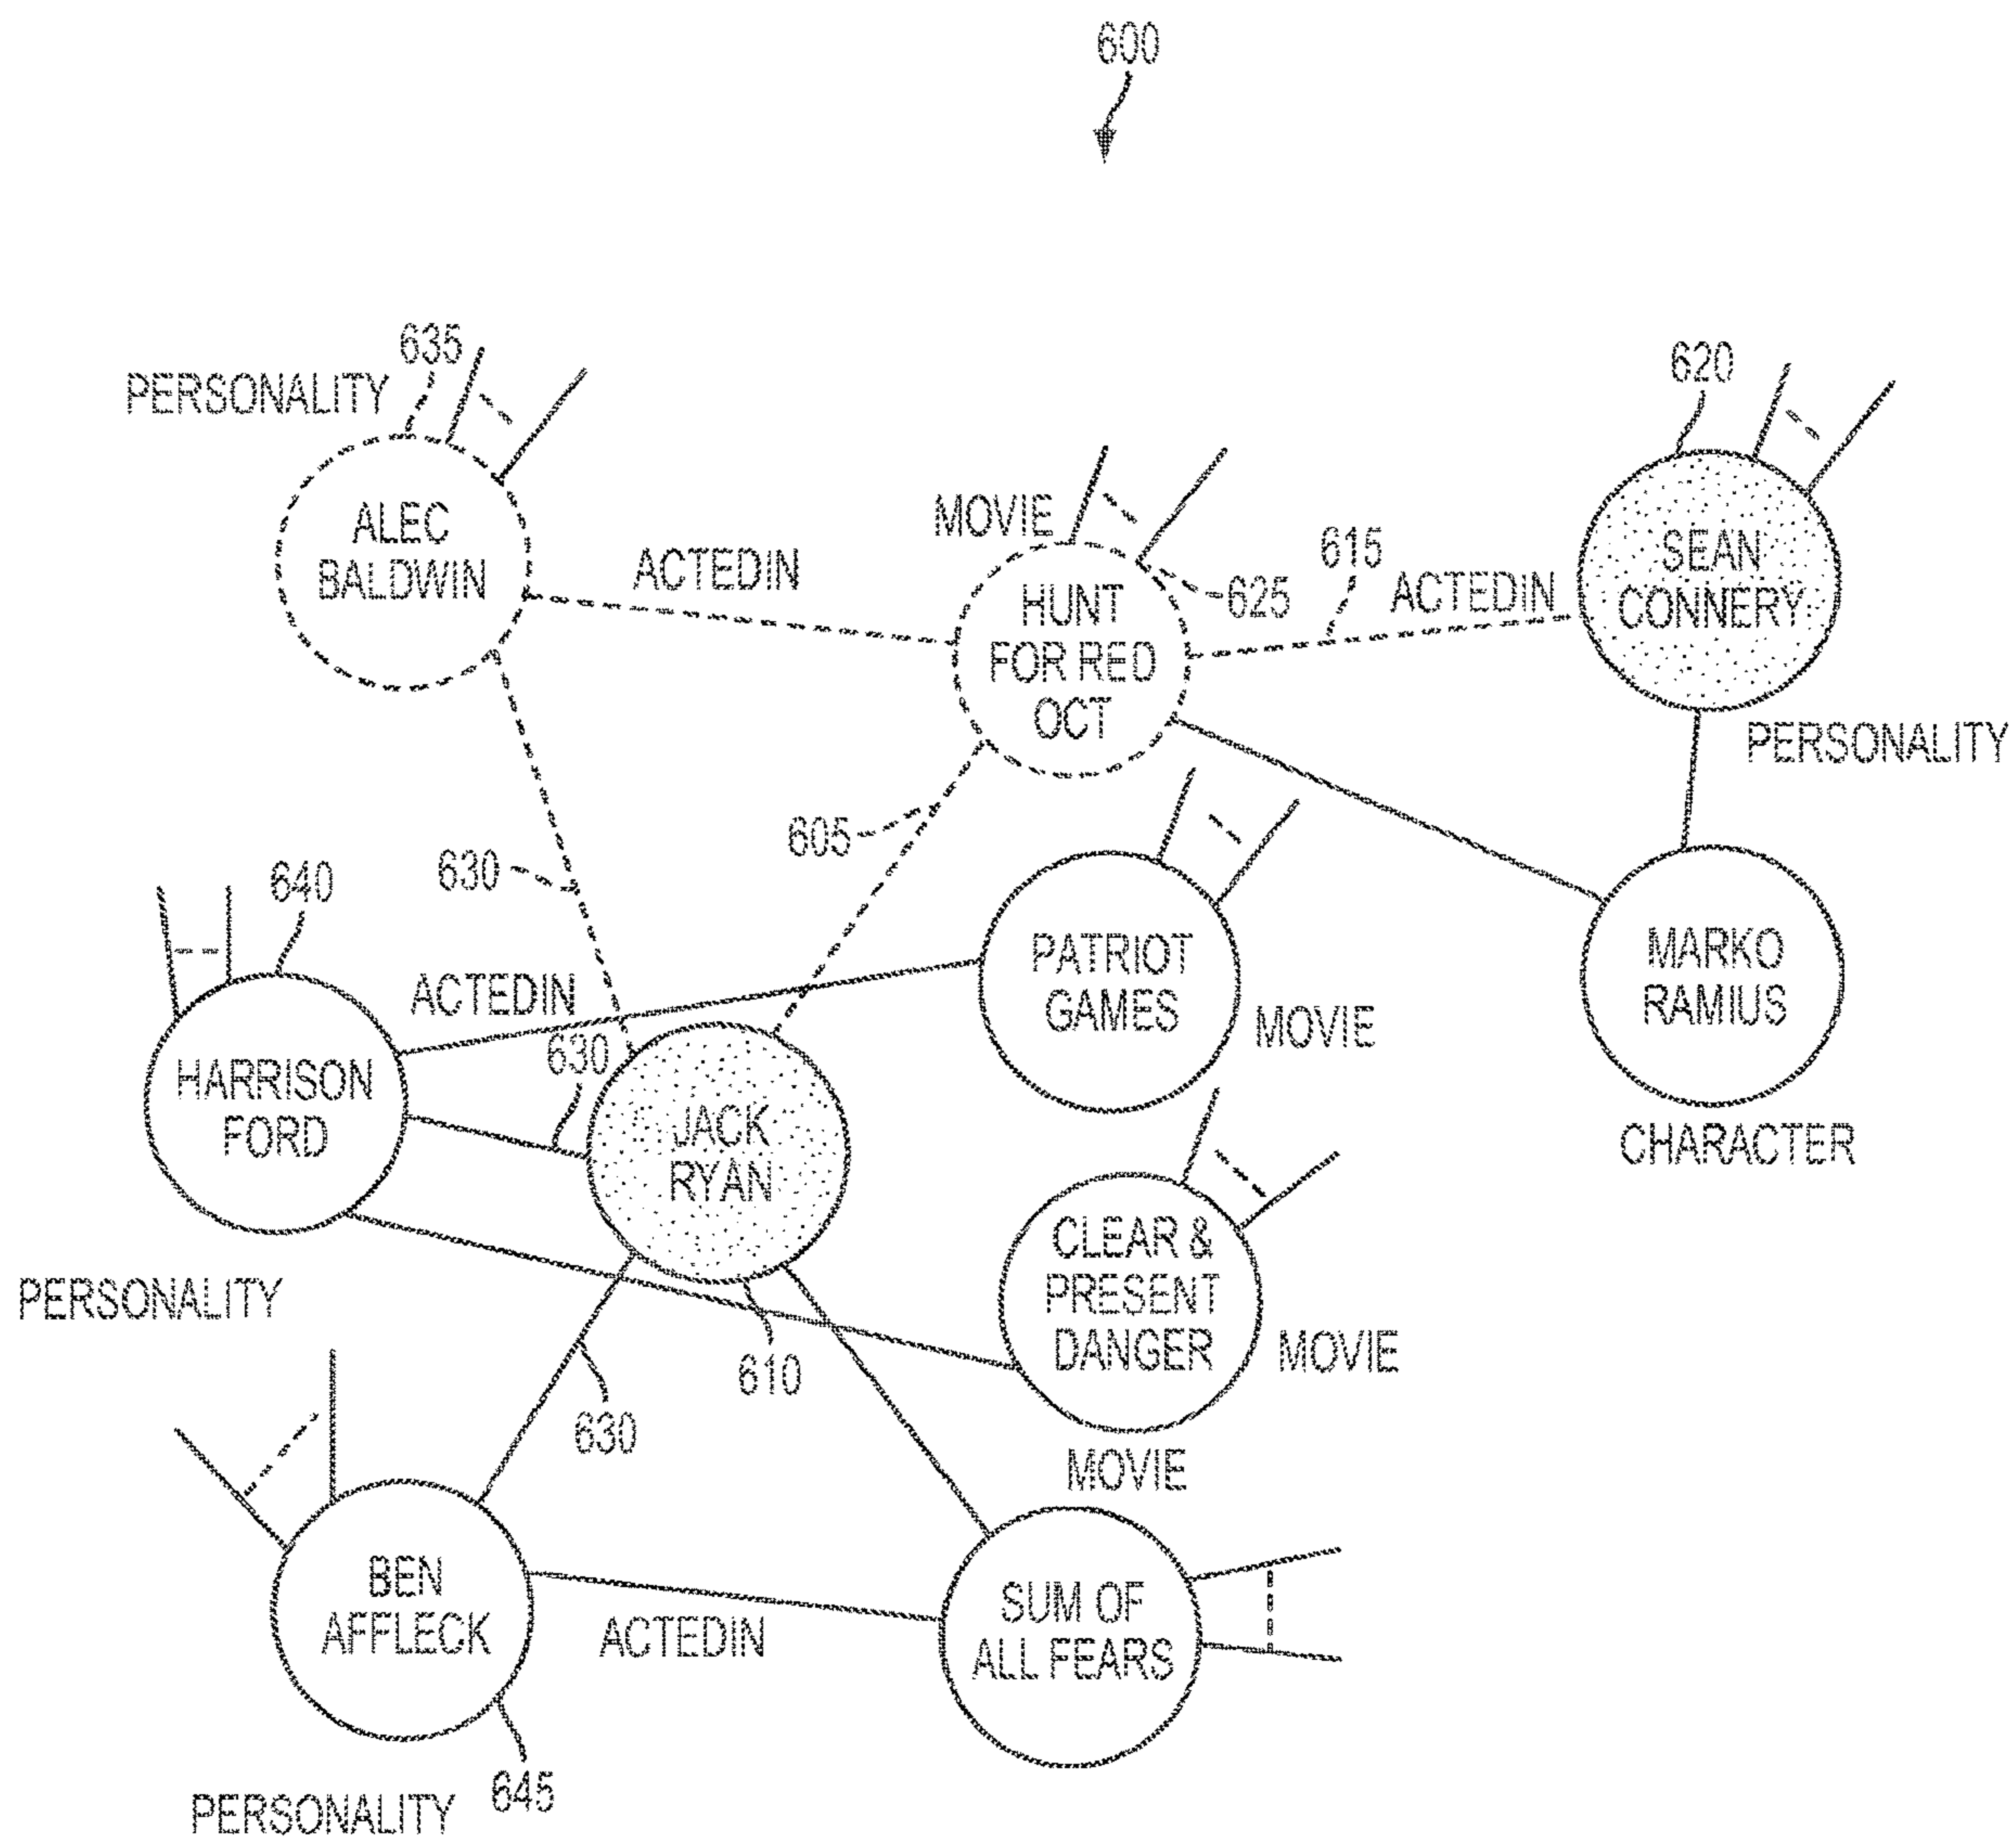 600
635
PERSONALITY
620
ALEC
BALDWIN
MOVIE
ACTEDIN
615
ACTEDIN
SEAN
CONNERY
625
HUNT
FOR RED
OCT
PERSONALITY
605
630
640
PATRIOT
GAMES
MOVIE
MARKO
RAMIUS
CHARACTER
ACTEDIN
630
HARRISON
FORD
JACK
RYAN
PERSONALITY
CLEAR &
PRESENT
DANGER
MOVIE
610
630
MOVIE
BEN
AFFLECK
ACTEDIN
SUM OF
ALL FEARS
645
PERSONALITY